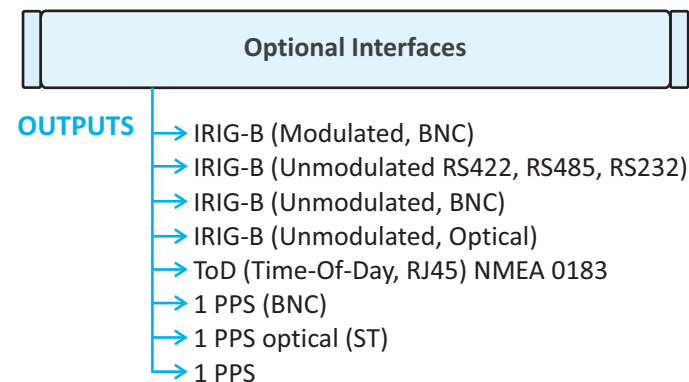 Optional Interfaces
OUTPUTS
IRIG-B (Modulated, BNC)
IRIG-B (Unmodulated RS422, RS485, RS232)
IRIG-B (Unmodulated, BNC)
IRIG-B (Unmodulated, Optical)
ToD (Time-Of-Day, RJ45) NMEA 0183
1 PPS (BNC)
1 PPS optical (ST)
1 PPS